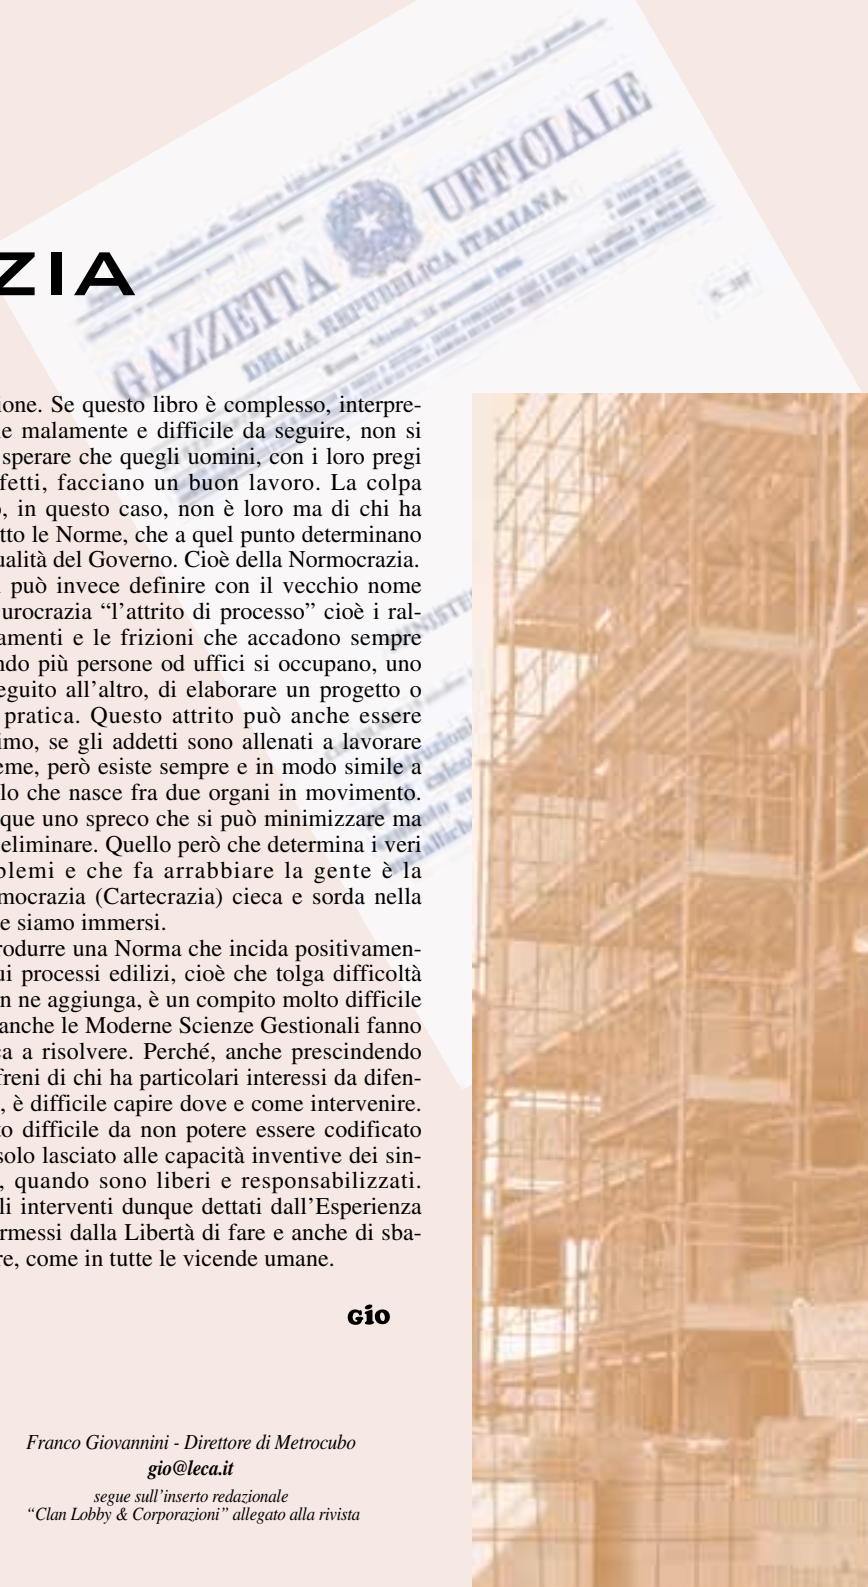 GAZZETTA UFFICIALE
DELLA REPUBBLICA ITALIANA
ZIA
ione. Se questo libro è complesso, interpre-
e malamente e difficile da seguire, non si
sperare che quegli uomini, con i loro pregi
fetti, facciano un buon lavoro. La colpa
, in questo caso, non è loro ma di chi ha
tto le Norme, che a quel punto determinano
ualità del Governo. Cioè della Normocrazia.
può invece definire con il vecchio nome
urocrazia “l’attrito di processo” cioè i ral-
amenti e le frizioni che accadono sempre
ndo più persone od uffici si occupano, uno
eguito all’altro, di elaborare un progetto o
pratica. Questo attrito può anche essere
imo, se gli addetti sono allenati a lavorare
eme, però esiste sempre e in modo simile a
lo che nasce fra due organi in movimento.
que uno spreco che si può minimizzare ma
eliminare. Quello però che determina i veri
blemi e che fa arrabbiare la gente è la
mocrazia (Cartecrazia) cieca e sorda nella
e siamo immersi.
rodurre una Norma che incida positivamen-
ui processi edilizi, cioè che tolga difficoltà
n ne aggiunga, è un compito molto difficile
anche le Moderne Scienze Gestionali fanno
ca a risolvere. Perché, anche prescindendo
freni di chi ha particolari interessi da difen-
, è difficile capire dove e come intervenire.
to difficile da non potere essere codificato
solo lasciato alle capacità inventive dei sin-
, quando sono liberi e responsabilizzati.
li interventi dunque dettati dall’Esperienza
rmessi dalla Libertà di fare e anche di sba-
re, come in tutte le vicende umane.
Gio
Franco Giovannini - Direttore di Metrocubo
gio@leca.it
segue sull’inserto redazionale
“Clan Lobby & Corporazioni” allegato alla rivista